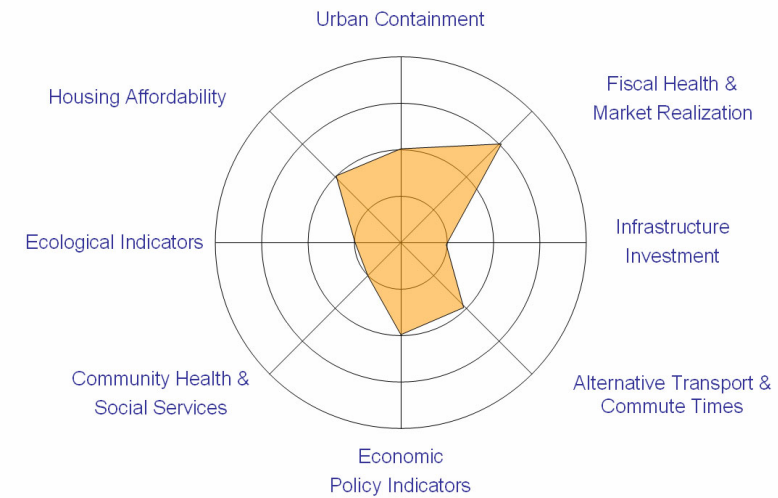 Urban Containment
Fiscal Health &
Market Realization
Housing Affordability
Infrastructure
Investment
Ecological Indicators
Alternative Transport &
Commute Times
Community Health &
Social Services
Economic
Policy Indicators